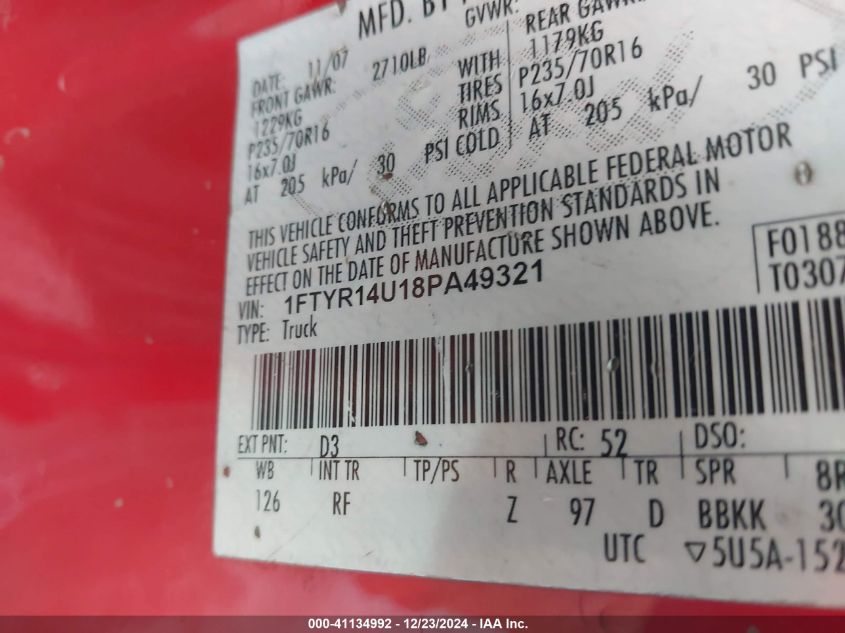 MFD. BY
GVWR:
DATE: 11/07
FRONT GAWR: 2710LB
1229KG
P235/70R16
16x7.0J
AT 205 kPa/ 30 PSI COLD
WITH
TIRES
RIMS
REAR GAWR
1179KG
P235/70R16
16x7.0J
AT 205 kPa/ 30 PSI
THIS VEHICLE CONFORMS TO ALL APPLICABLE FEDERAL MOTOR
VEHICLE SAFETY AND THEFT PREVENTION STANDARDS IN
EFFECT ON THE DATE OF MANUFACTURE SHOWN ABOVE.
F0188
T0307
VIN: 1FTYR14U18PA49321
TYPE: Truck
EXT PNT: D3 RC: 52 DSO:
WB INT TR TP/PS R AXLE TR SPR
126 RF Z 97 D BBKK
UTC ▽5U5A-152
000-41134992 - 12/23/2024 - IAA, Inc.